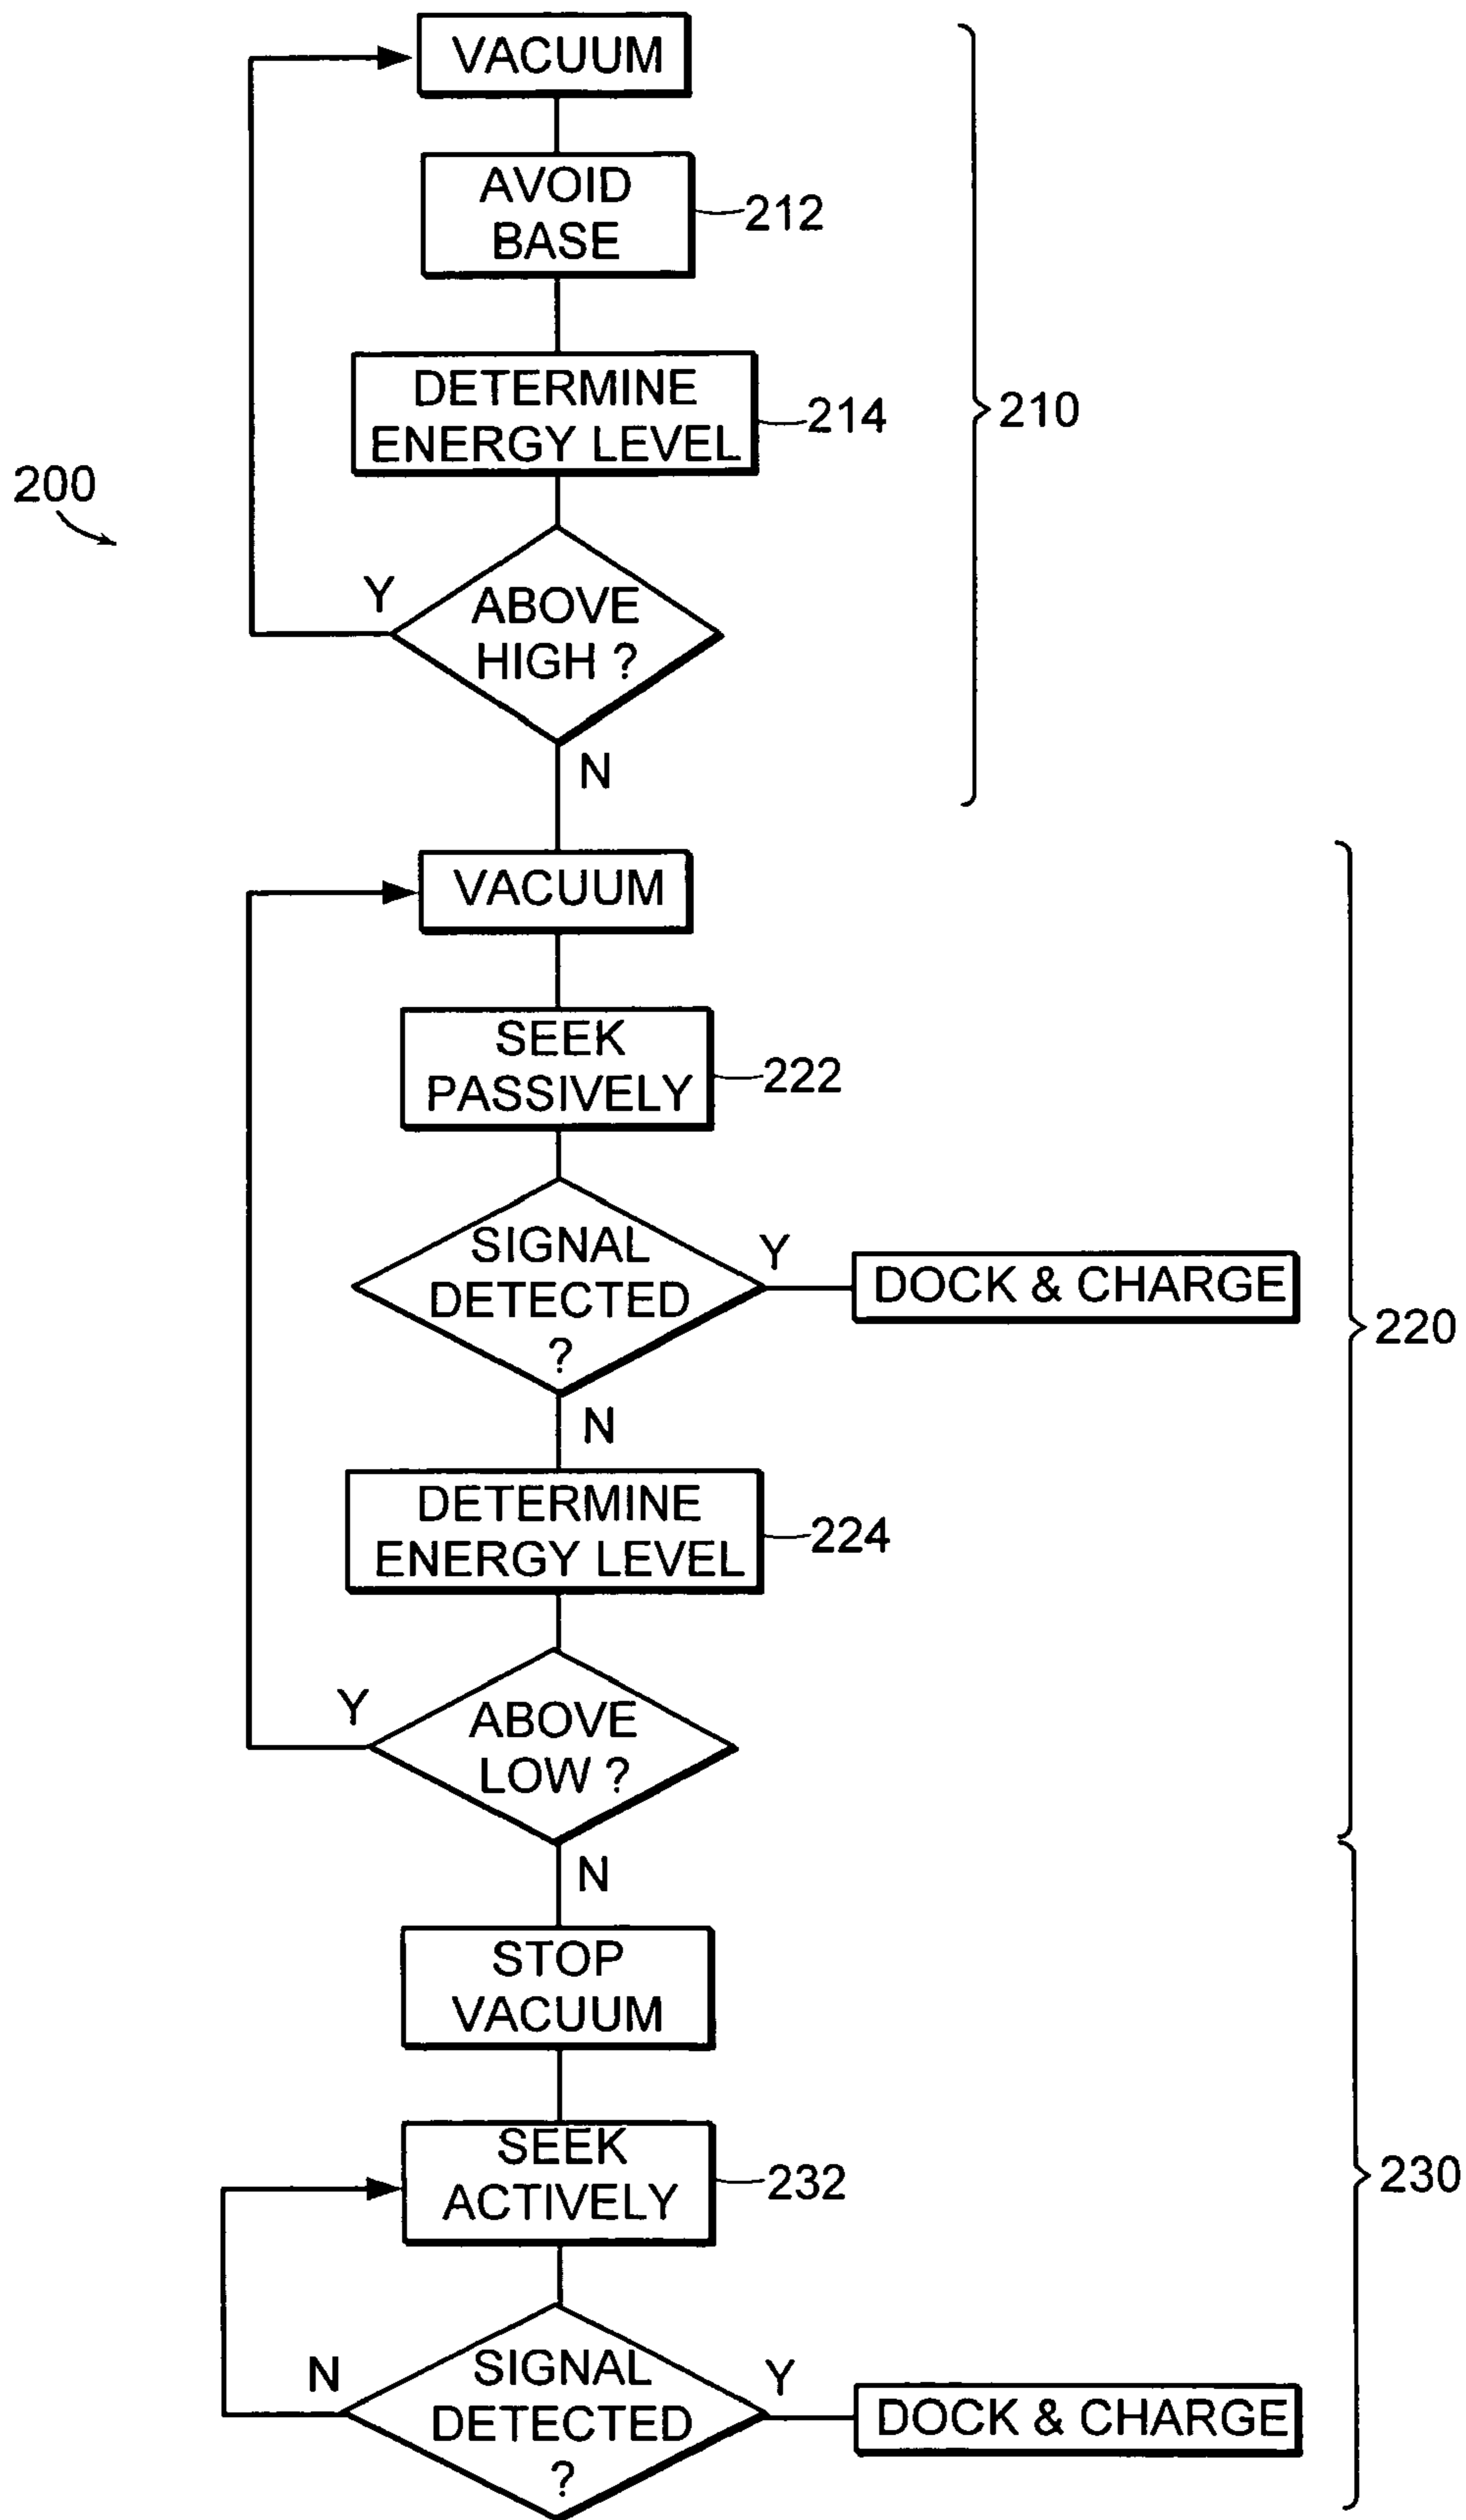 VACUUM
AVOID
BASE
212
DETERMINE
ENERGY LEVEL
214
210
200
Y
ABOVE
HIGH ?
N
VACUUM
SEEK
PASSIVELY
222
SIGNAL
DETECTED
?
Y
DOCK & CHARGE
220
N
DETERMINE
ENERGY LEVEL
224
Y
ABOVE
LOW ?
N
STOP
VACUUM
SEEK
ACTIVELY
232
230
N
SIGNAL
DETECTED
?
Y
DOCK & CHARGE